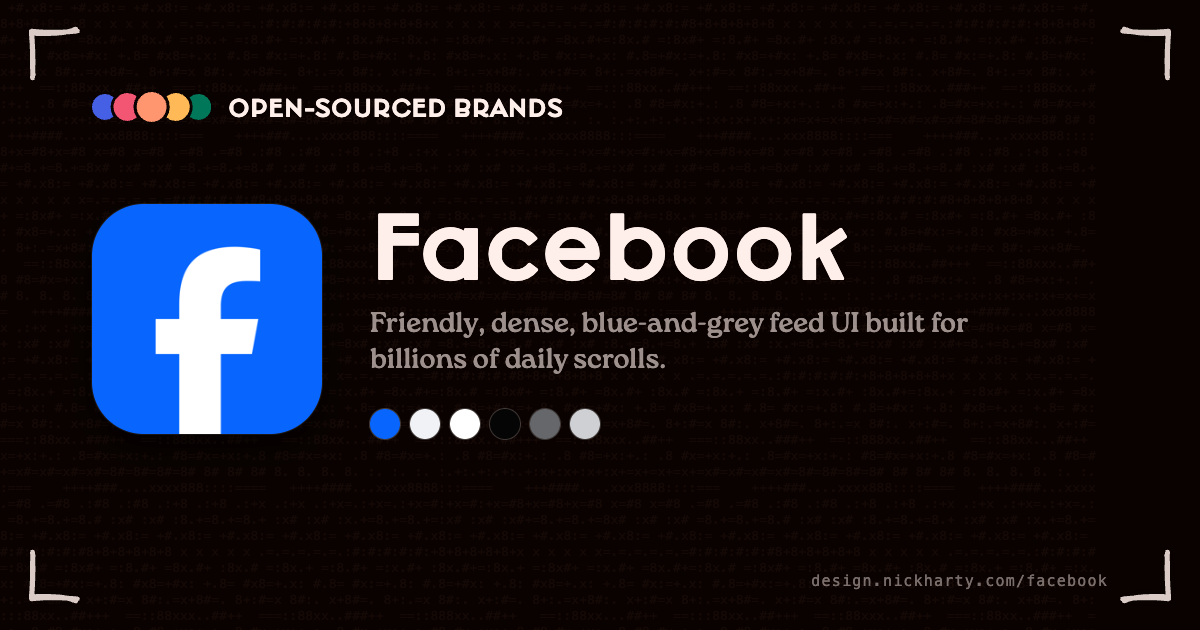 OPEN-SOURCED BRANDS
Facebook
Friendly, dense, blue-and-grey feed UI built for
billions of daily scrolls.
design.nickharty.com/facebook